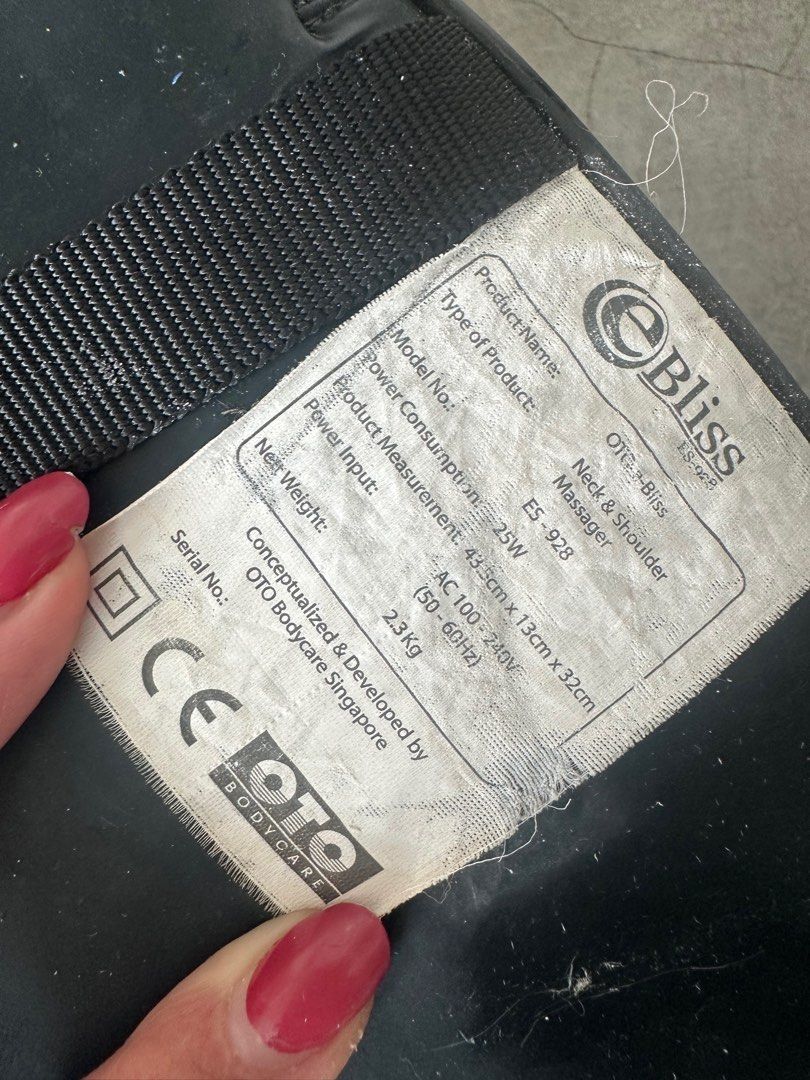 eBliss
ES-928
Product Name: OTO e-Bliss
Type of Product: Neck & Shoulder
Massager
Model No.: ES - 928
Power Consumption: 25W
Product Measurement: 43.5cm x 13cm x 32cm
Power Input: AC 100 - 240V
(50 - 60Hz)
Net Weight: 2.3Kg
Conceptualized & Developed by
OTO Bodycare Singapore
Serial No.:
CE
OTO
BODYCARE